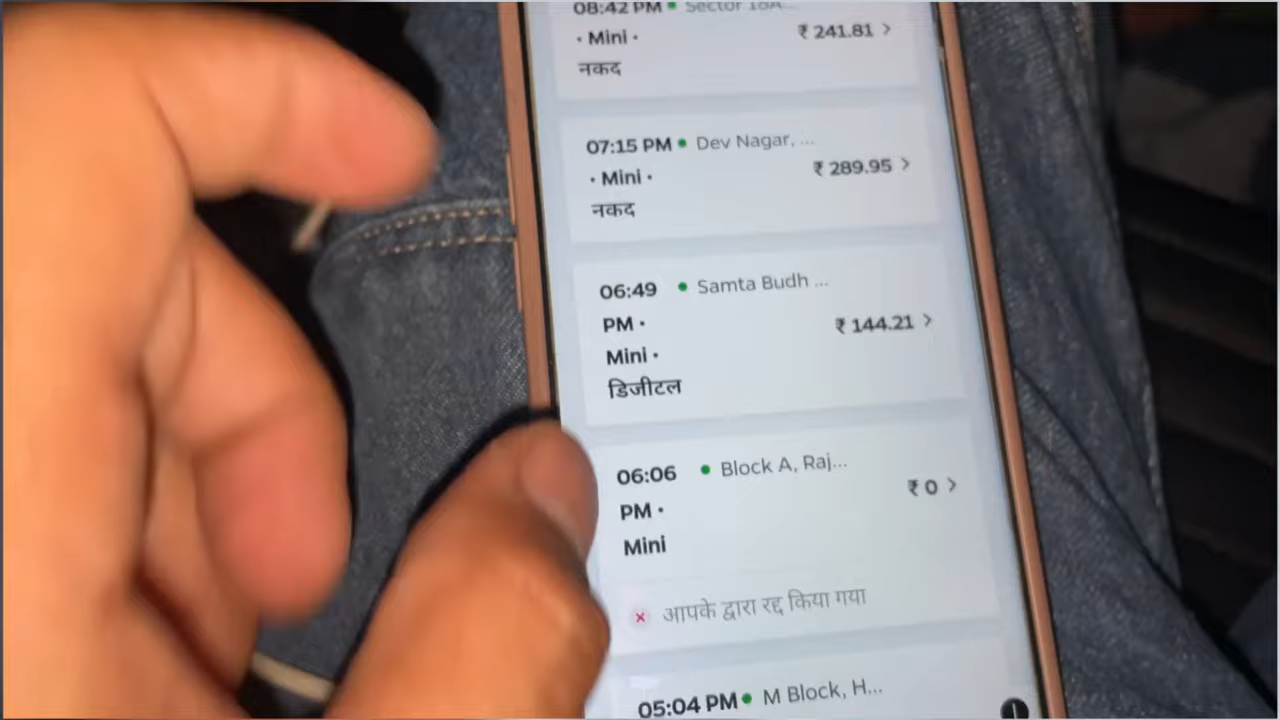 08:42 PM • Sector 18A...
• Mini •
₹ 241.81 >
नकद
07:15 PM • Dev Nagar, ...
• Mini •
₹ 289.95 >
नकद
06:49 • Samta Budh ...
PM •
₹ 144.21 >
Mini •
डिजीटल
06:06 • Block A, Raj...
₹ 0 >
PM •
Mini
× आपके द्वारा रद्द किया गया
05:04 PM • M Block, H...